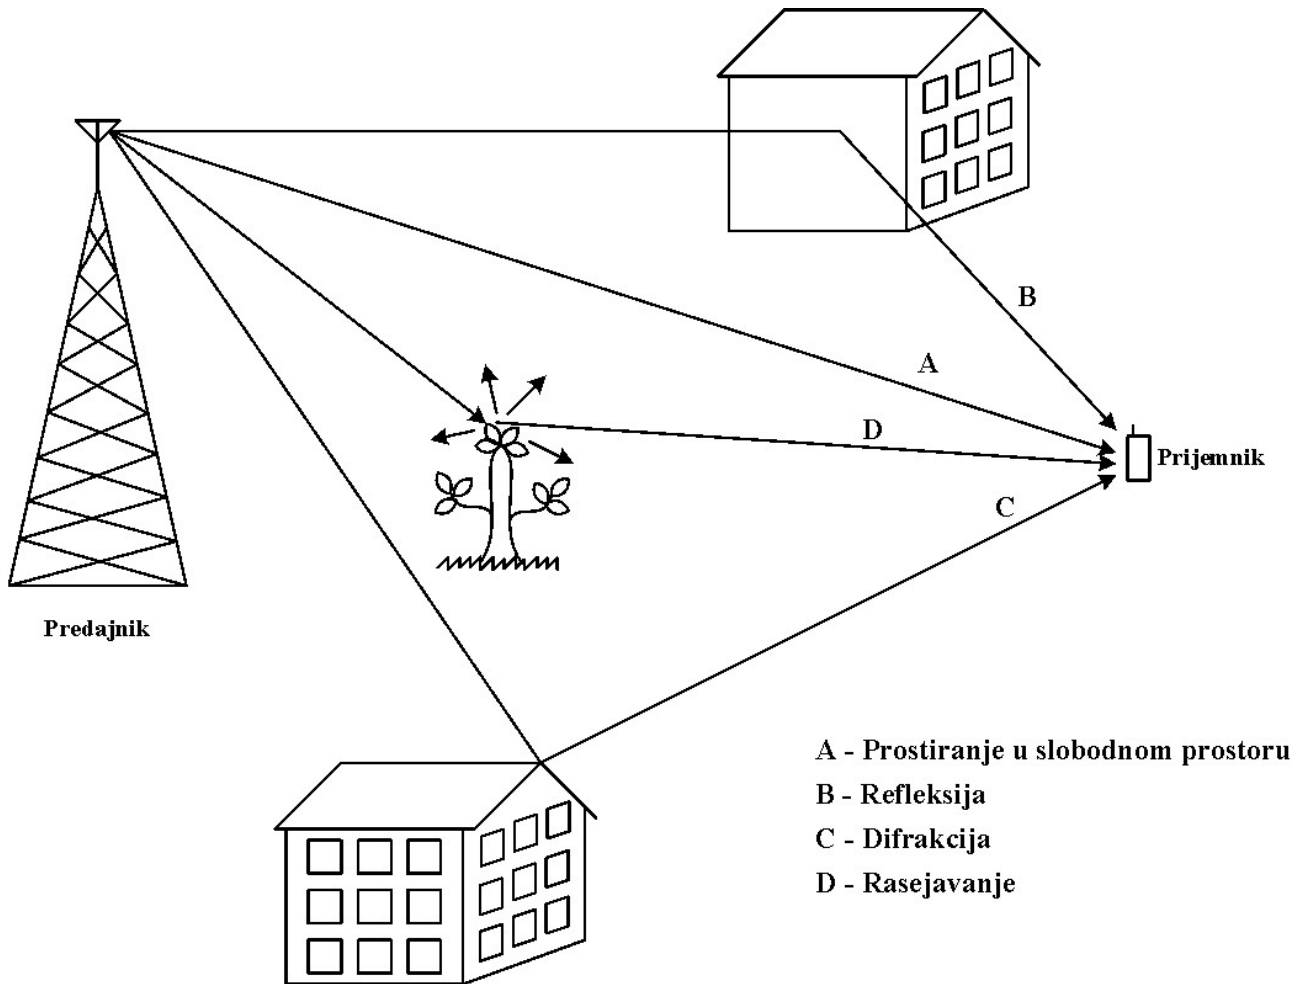 B
A
D
Prijemnik
C
Predajnik
A - Prostiranje u slobodnom prostoru
B - Refleksija
C - Difrakcija
D - Rasejavanje